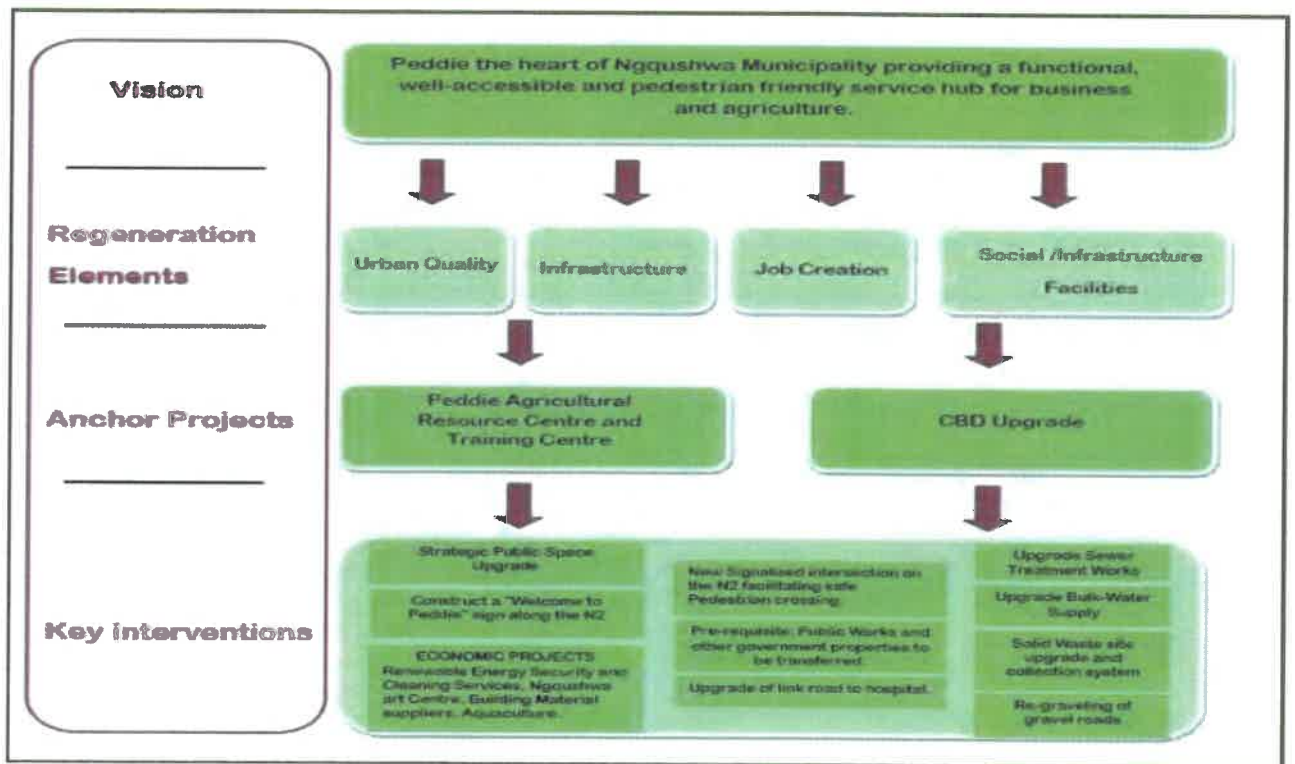 Vision
Peddie the heart of Ngqushwa Municipality providing a functional,
well-accessible and pedestrian friendly service hub for business
and agriculture.
Regeneration
Elements
Urban Quality
Infrastructure
Job Creation
Social /Infrastructure
Facilities
Anchor Projects
Peddie Agricultural
Resource Centre and
Training Centre
CBD Upgrade
Key interventions
Strategic Public Space
Upgrade
Construct a "Welcome to
Peddie" sign along the N2
ECONOMIC PROJECTS
Renewable Energy Security and
Cleaning Services, Ngqushwa
art Centre, Building Material
suppliers, Aquaculture.
New Signalised intersection on
the N2 facilitating safe
Pedestrian crossing.
Pre-requisite: Public Works and
other government properties to
be transferred.
Upgrade of link road to hospital.
Upgrade Sewer
Treatment Works
Upgrade Bulk-Water
Supply
Solid Waste site
upgrade and
collection system
Re-graveling of
gravel roads